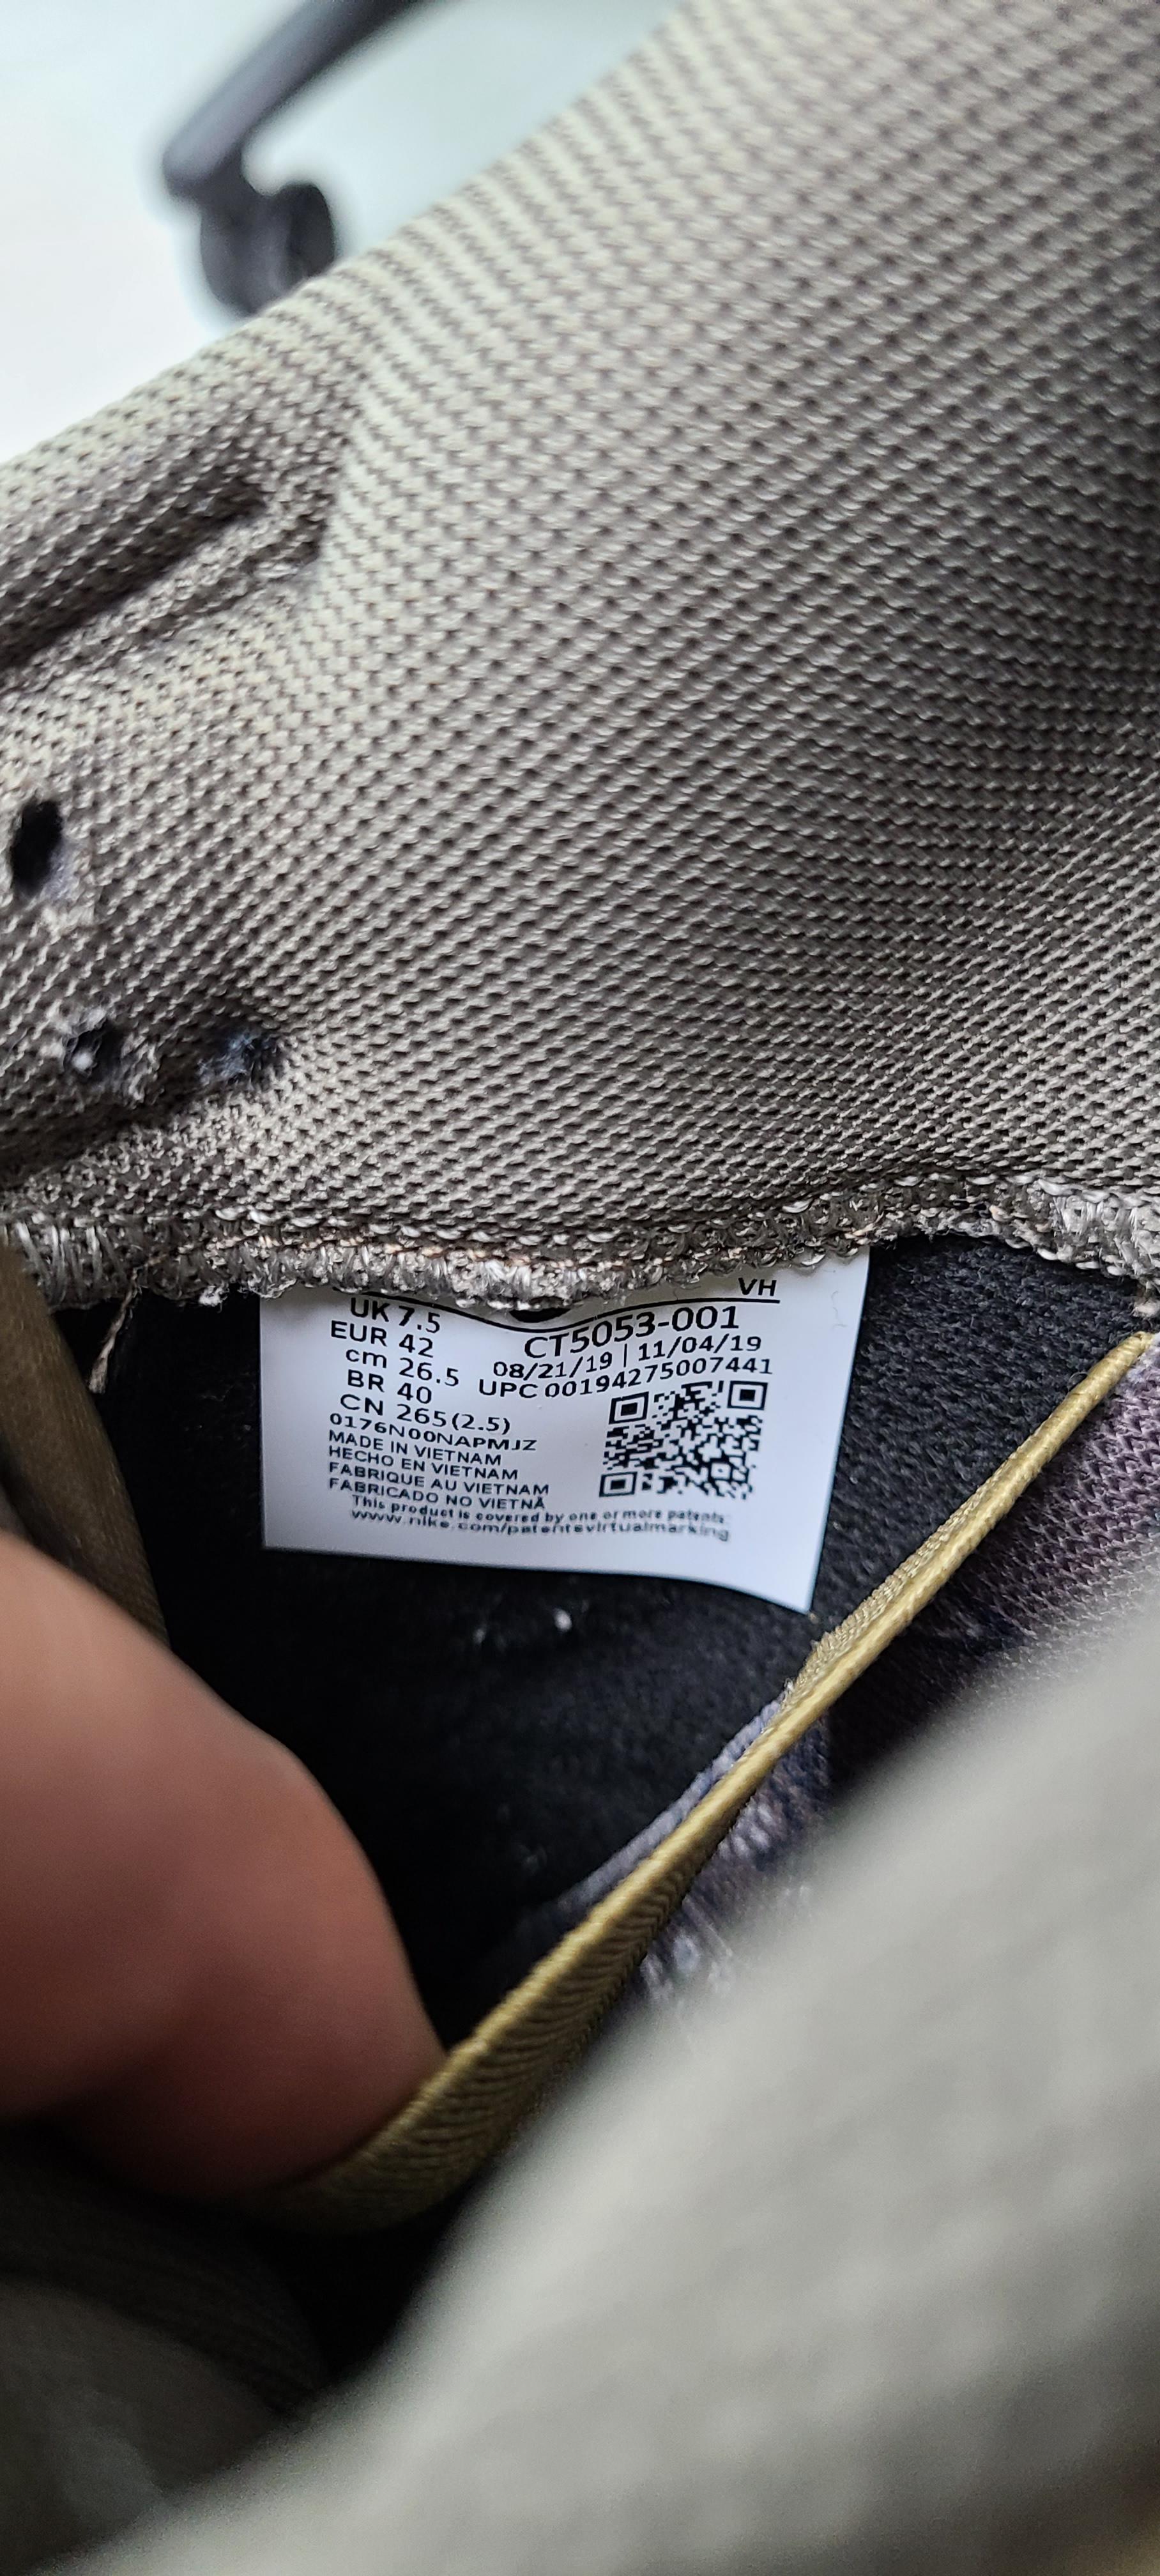 VH
UK 7.5
EUR 42
cm 26.5
BR 40
CN 265(2.5)
CT5053-001
08/21/19 | 11/04/19
UPC 00194275007441
0176N00NAPMJZ
MADE IN VIETNAM
HECHO EN VIETNAM
FABRIQUE AU VIETNAM
FABRICADO NO VIETNÃ
This product is covered by one or more patents:
www.nike.com/patentsvirtualmarking